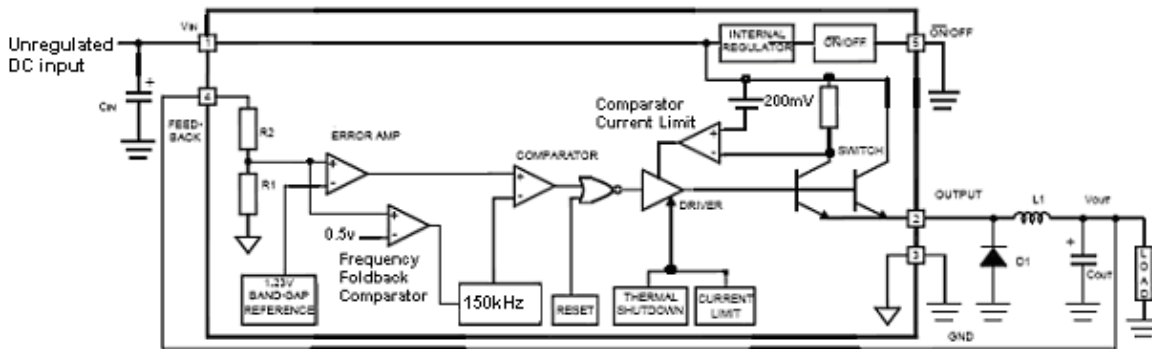 VIN
Unregulated
DC input
1
CIN
+
4
FEED-
BACK
R2
R1
ERROR AMP
+
-
0.5v
+
-
Frequency
Foldback
Comparator
1.23V
BAND-GAP
REFERENCE
150kHz
COMPARATOR
+
-
RESET
DRIVER
THERMAL
SHUTDOWN
CURRENT
LIMIT
Comparator
Current Limit
+
-
200mV
INTERNAL
REGULATOR
ON/OFF
5
ON/OFF
SWITCH
OUTPUT
2
3
GND
L1
D1
VOUT
+
COUT
LOAD